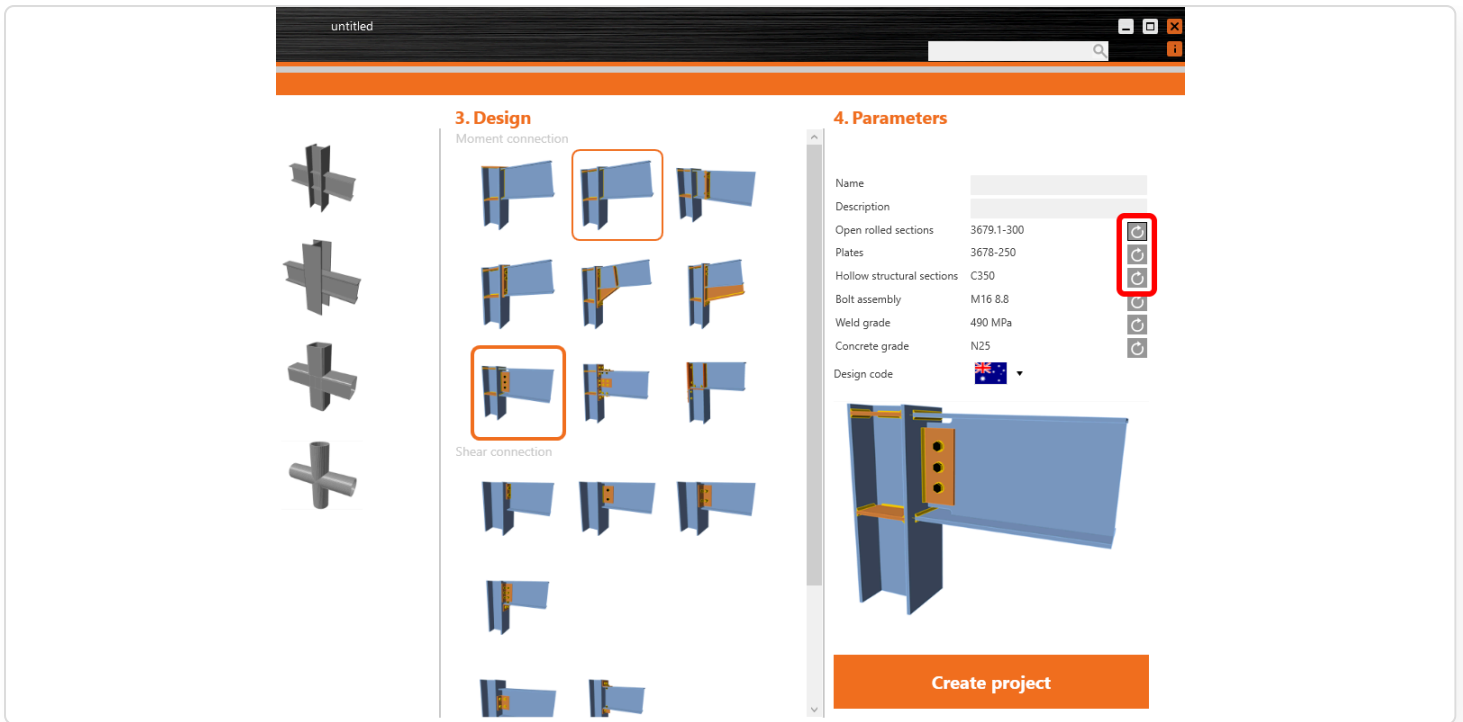 untitled
i
3. Design
Moment connection
Shear connection
4. Parameters
Name
Description
Open rolled sections 3679.1-300
Plates 3678-250
Hollow structural sections C350
Bolt assembly M16 8.8
Weld grade 490 MPa
Concrete grade N25
Design code
Create project